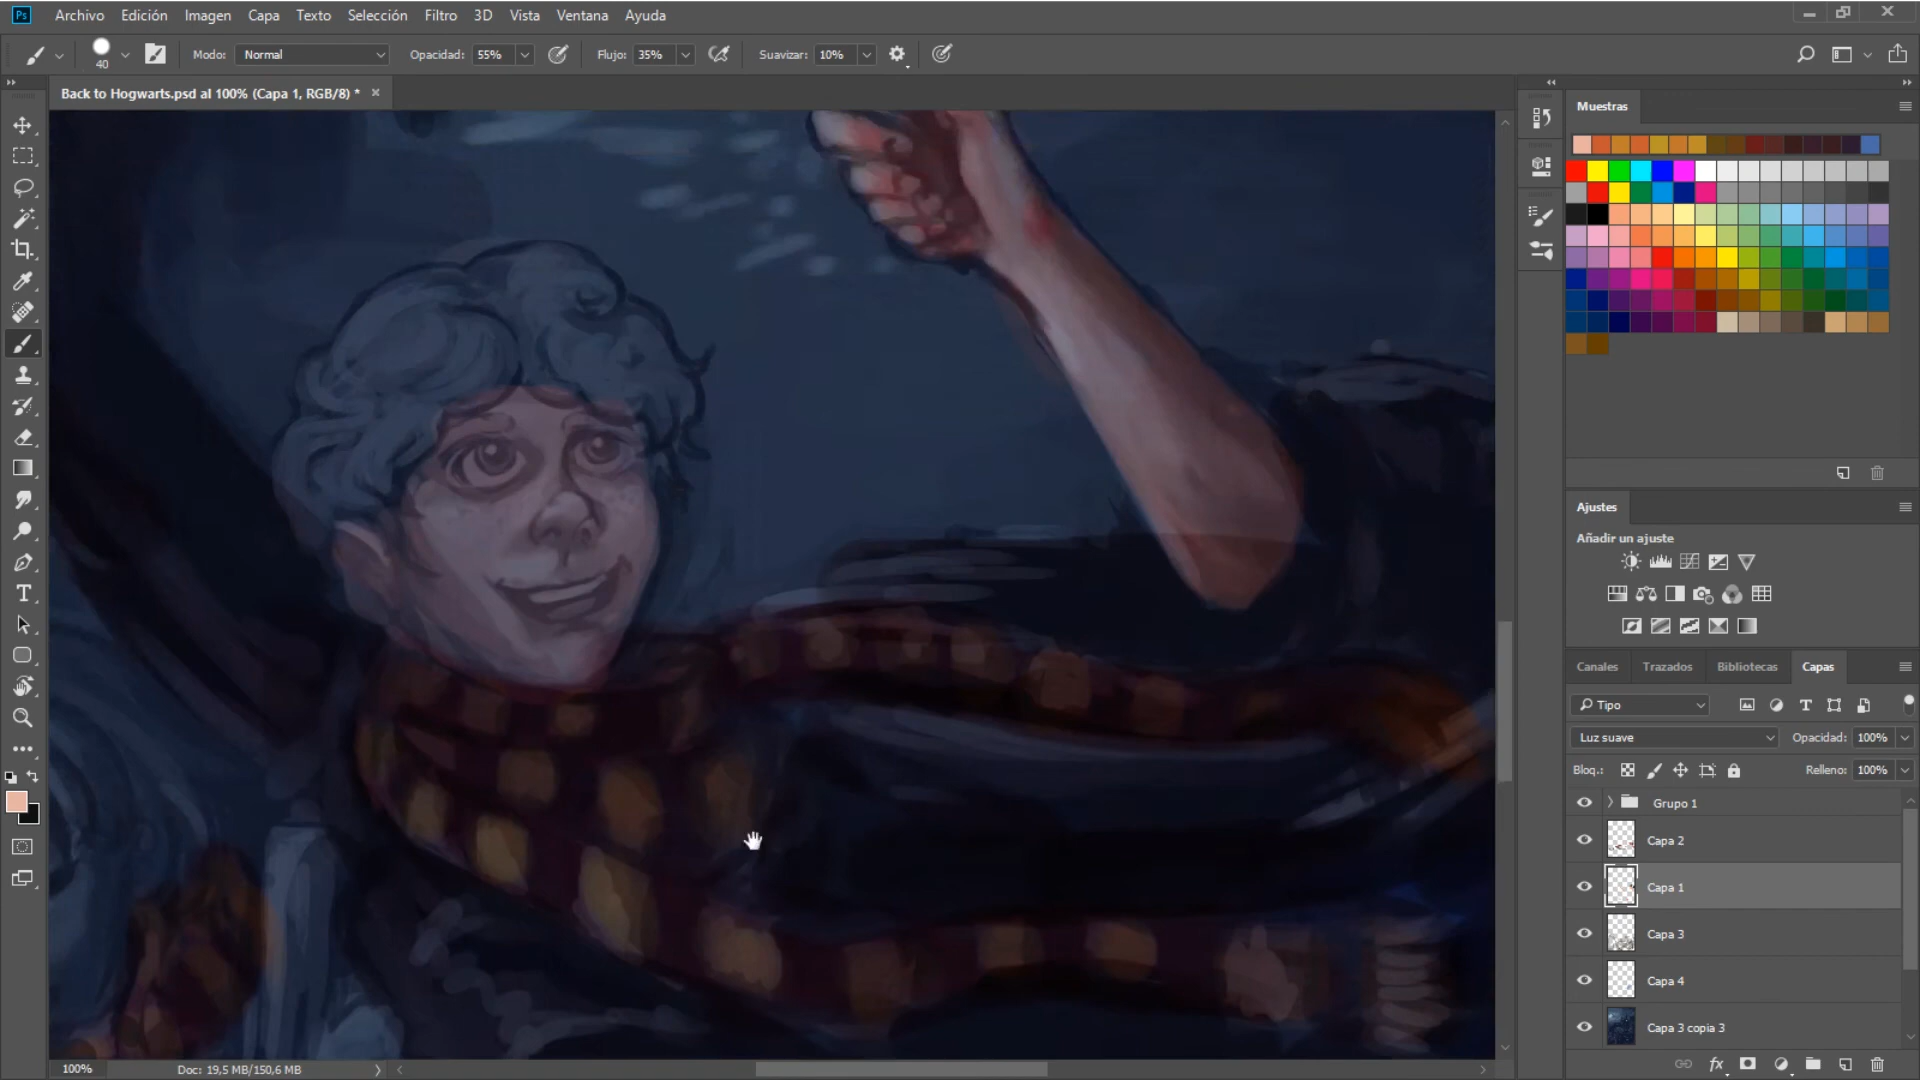 Ps Archivo Edición Imagen Capa Texto Selección Filtro 3D Vista Ventana Ayuda
40 Modo: Normal Opacidad: 55% Flujo: 35% Suavizar: 10%
Back to Hogwarts.psd al 100% (Capa 1, RGB/8) *
Muestras
Ajustes
Añadir un ajuste
Canales Trazados Bibliotecas Capas
Tipo
Luz suave Opacidad: 100%
Bloq.: Relleno: 100%
Grupo 1
Capa 2
Capa 1
Capa 3
Capa 4
Capa 3 copia 3
100% Doc: 19,5 MB/150,6 MB